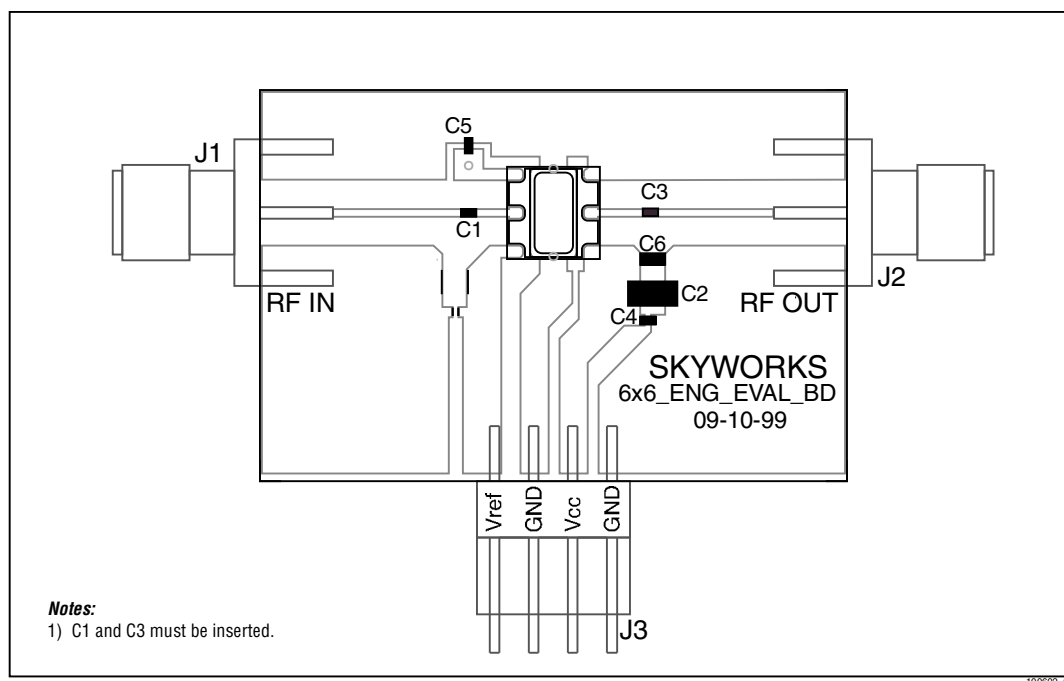 C5
J1
C3
C1
C6
J2
RF IN
C2
RF OUT
C4
SKYWORKS
6x6_ENG_EVAL_BD
09-10-99
Vref
GND
Vcc
GND
Notes:
1) C1 and C3 must be inserted.
J3